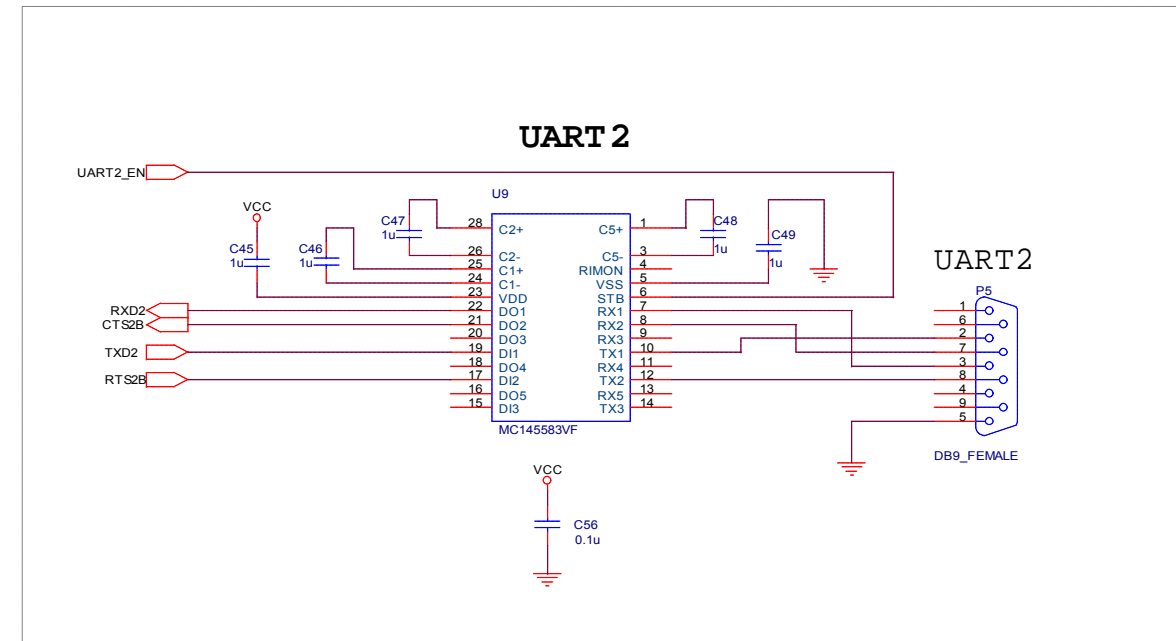 UART2
UART2_EN
U9
VCC
C45
1u
C46
1u
C47
1u
C48
1u
C49
1u
28 C2+
26 C2-
25 C1+
24 C1-
23 VDD
22 DO1
21 DO2
20 DO3
19 DI1
18 DO4
17 DI2
16 DO5
15 DI3
C5+ 1
C5- 3
RIMON 4
VSS 5
STB 6
RX1 7
RX2 8
RX3 9
TX1 10
RX4 11
TX2 12
RX5 13
TX3 14
MC145583VF
RXD2
CTS2B
TXD2
RTS2B
UART2
P5
1
6
2
7
3
8
4
9
5
DB9_FEMALE
VCC
C56
0.1u